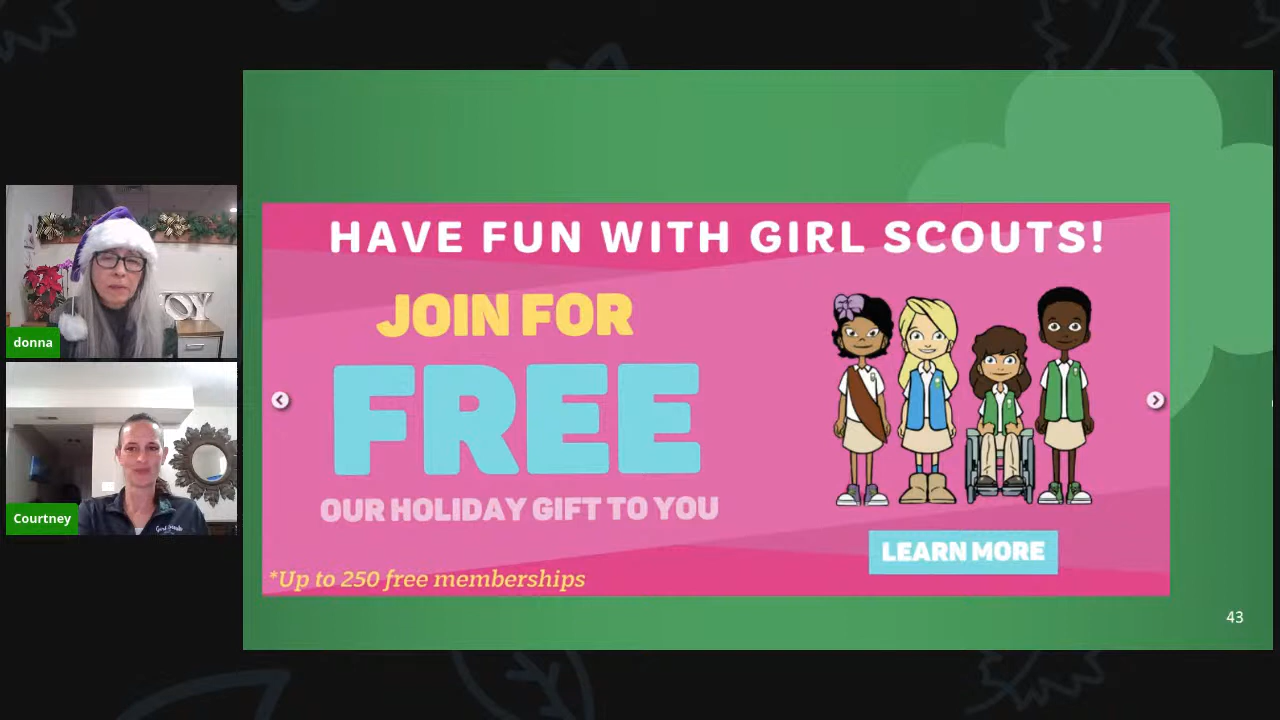 HAVE FUN WITH GIRL SCOUTS!
JOIN FOR
FREE
OUR HOLIDAY GIFT TO YOU
LEARN MORE
*Up to 250 free memberships
43
donna
OY
Courtney